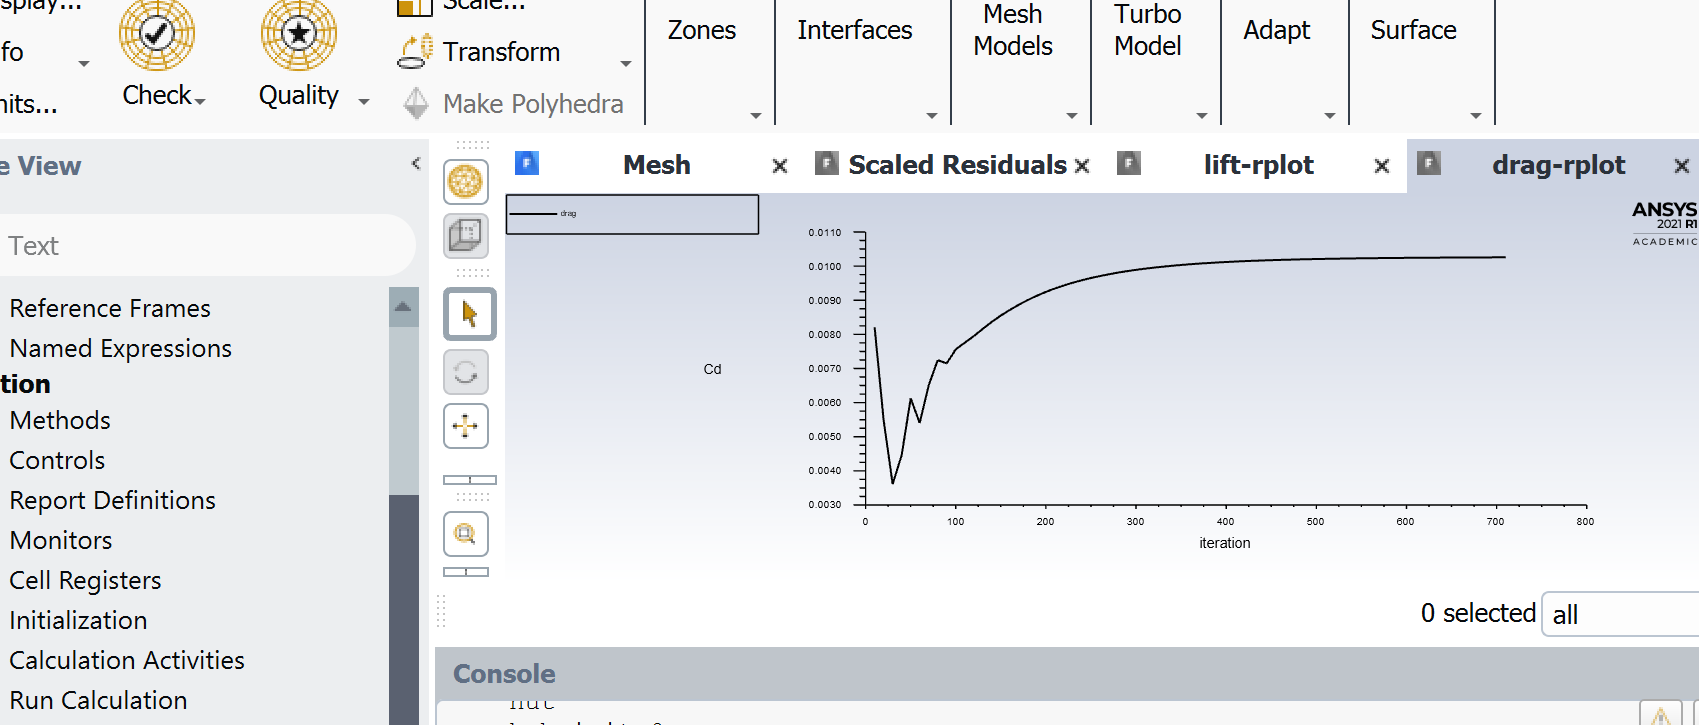 splay...
Scale...
fo
Transform
nits...
Check
Quality
Make Polyhedra
Zones
Interfaces
Mesh
Models
Turbo
Model
Adapt
Surface
e View
Text
Reference Frames
Named Expressions
tion
Methods
Controls
Report Definitions
Monitors
Cell Registers
Initialization
Calculation Activities
Run Calculation
Mesh
Scaled Residuals
lift-rplot
drag-rplot
drag
ANSYS
2021 R1
ACADEMIC
0.0110
0.0100
0.0090
0.0080
0.0070
0.0060
0.0050
0.0040
0.0030
Cd
0 100 200 300 400 500 600 700 800
iteration
0 selected
all
Console
nut